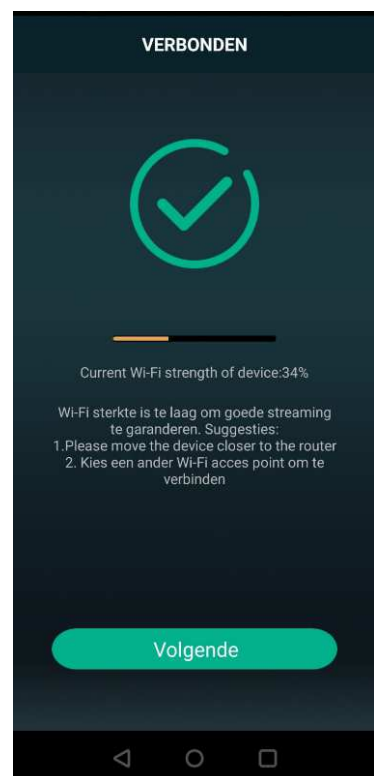 VERBONDEN
Current Wi-Fi strength of device:34%
Wi-Fi sterkte is te laag om goede streaming
te garanderen. Suggesties:
1.Please move the device closer to the router
2. Kies een ander Wi-Fi acces point om te
verbinden
Volgende